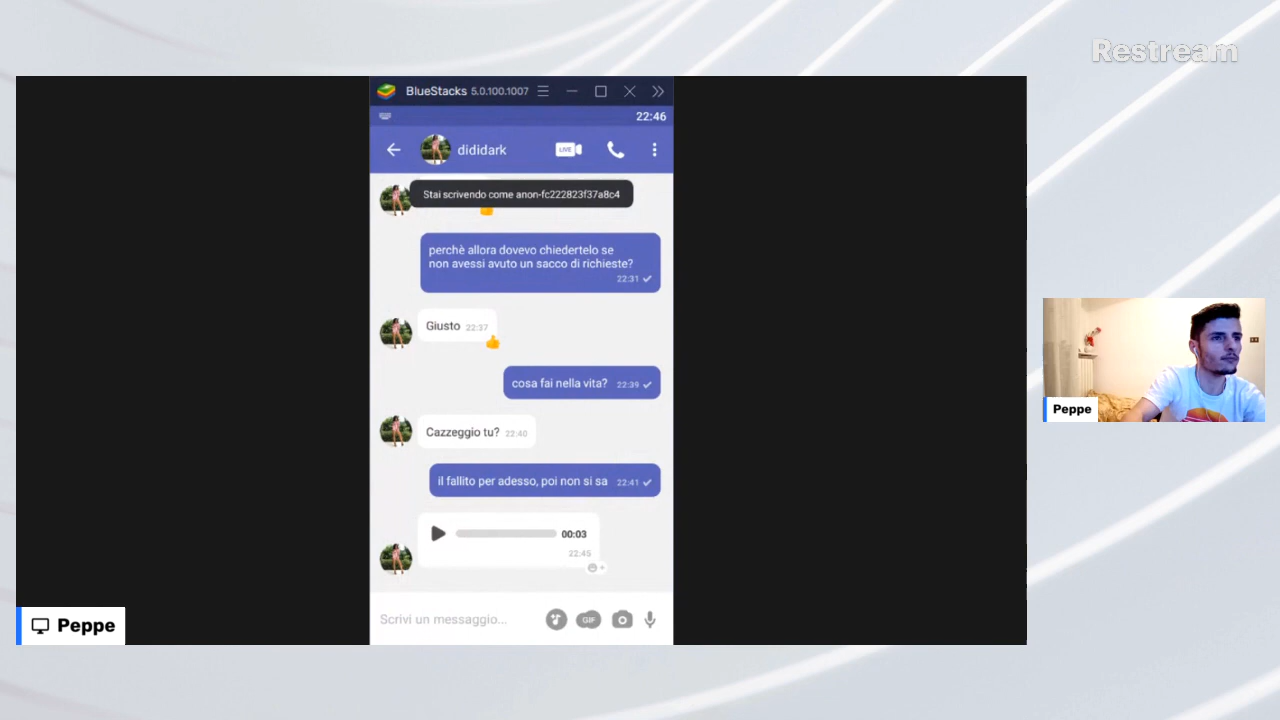 Restream
BlueStacks 5.0.100.1007
22:46
dididark
LIVE
Stai scrivendo come anon-fc222823f37a8c4
perchè allora dovevo chiedertelo se
non avessi avuto un sacco di richieste?
22:31
Giusto 22:37
cosa fai nella vita? 22:39
Cazzeggio tu? 22:40
il fallito per adesso, poi non si sa 22:41
00:03
22:45
Scrivi un messaggio...
GIF
Peppe
Peppe